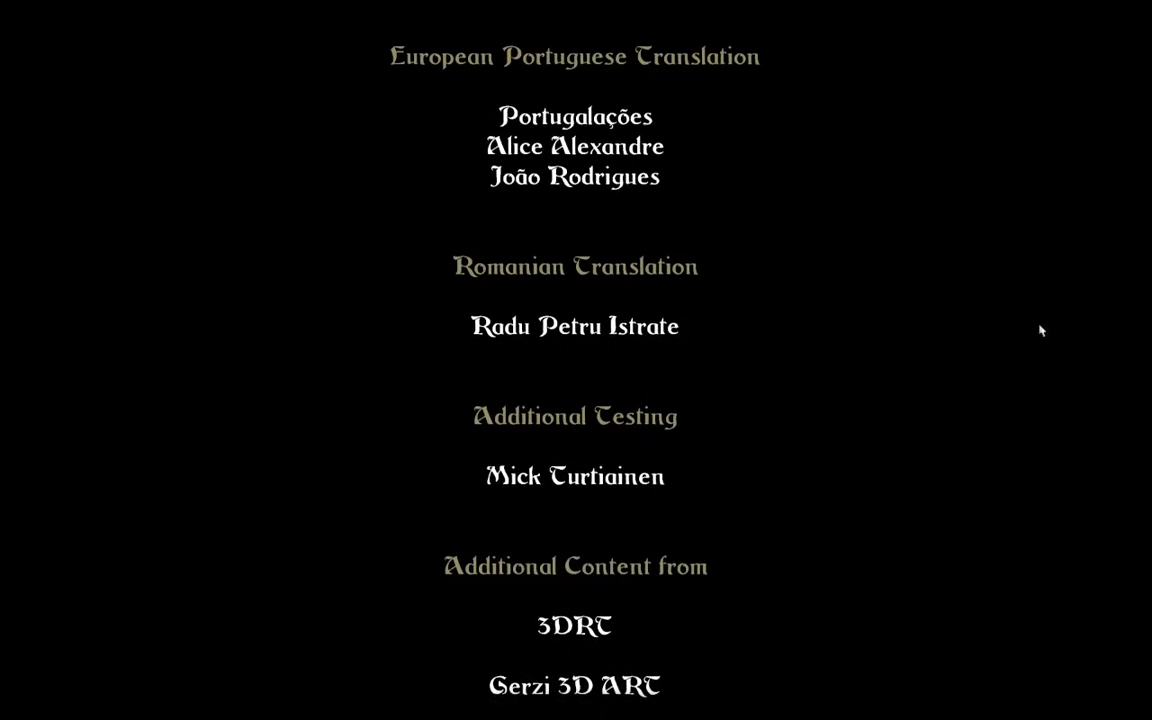 European Portuguese Translation
Portugalações
Alice Alexandre
João Rodrigues
Romanian Translation
Radu Petru Istrate
Additional Testing
Mick Turtiainen
Additional Content from
3DRT
Gerzi 3D ART